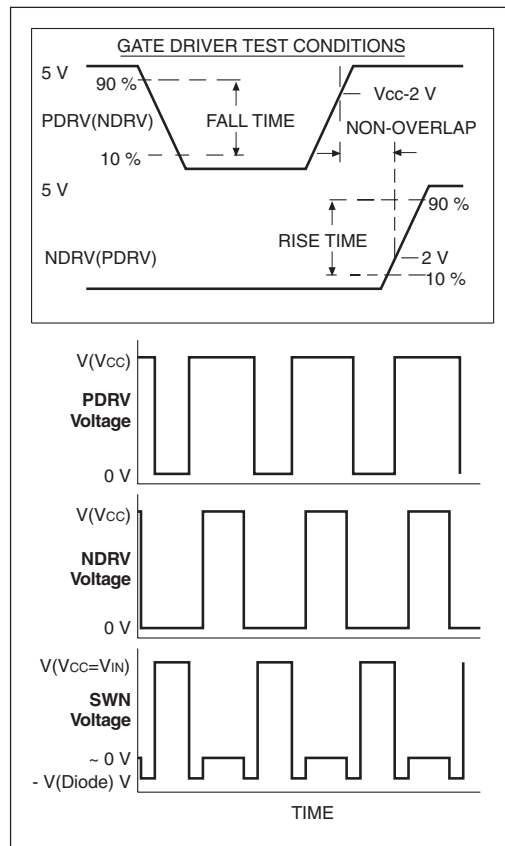 GATE DRIVER TEST CONDITIONS
5 V
90 %
Vcc-2 V
PDRV(NDRV)
FALL TIME
NON-OVERLAP
10 %
5 V
90 %
RISE TIME
NDRV(PDRV)
2 V
10 %
V(VCC)
PDRV
Voltage
0 V
V(VCC)
NDRV
Voltage
0 V
V(VCC=VIN)
SWN
Voltage
~ 0 V
- V(Diode) V
TIME